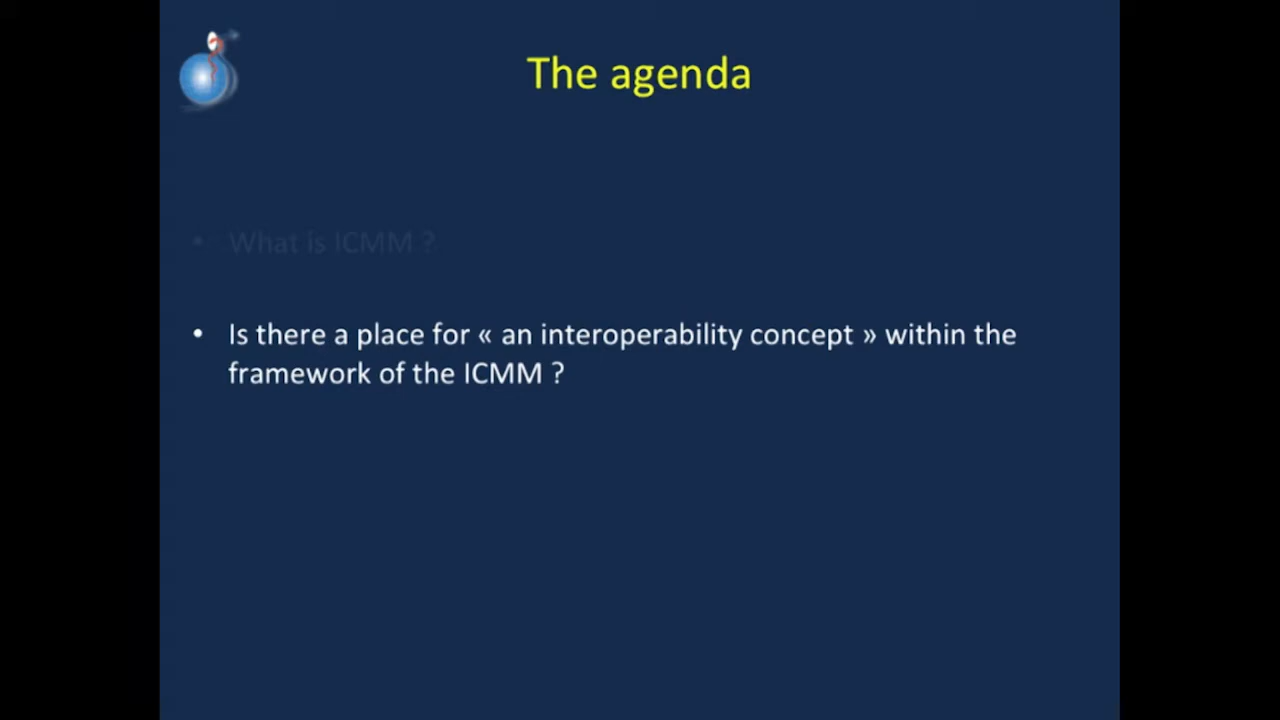 The agenda
• What is ICMM ?
• Is there a place for « an interoperability concept » within the
framework of the ICMM ?